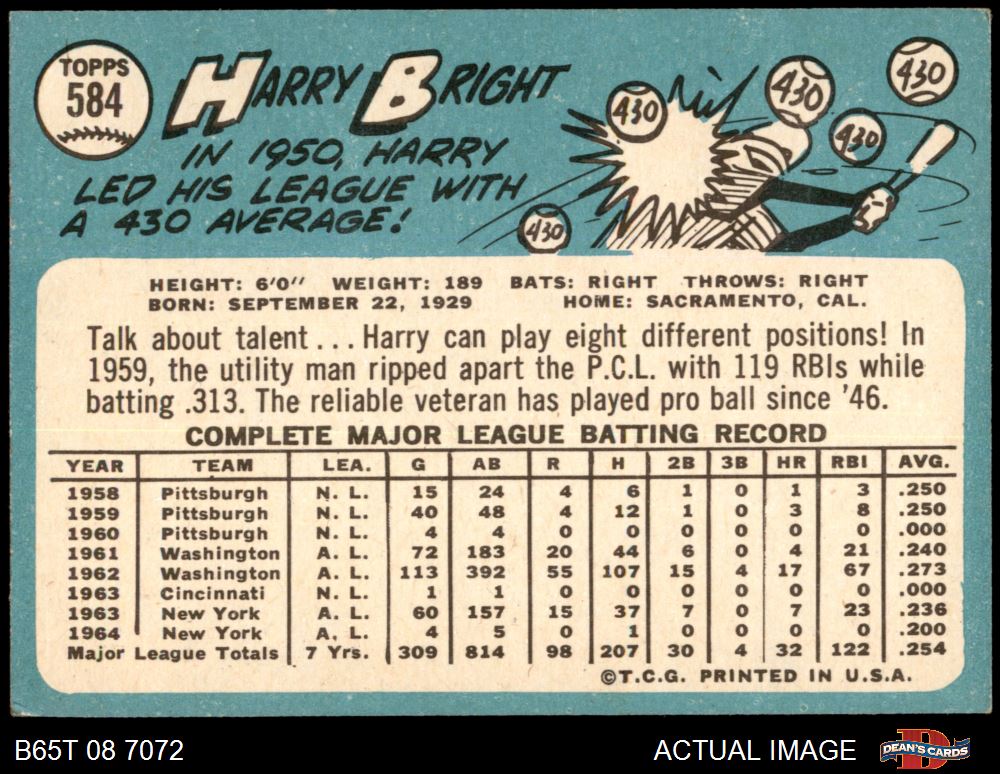 TOPPS
584
HARRY BRIGHT
IN 1950, HARRY
LED HIS LEAGUE WITH
A 430 AVERAGE!
430
430
430
430
430
HEIGHT: 6'0" WEIGHT: 189 BATS: RIGHT THROWS: RIGHT
BORN: SEPTEMBER 22, 1929 HOME: SACRAMENTO, CAL.
Talk about talent... Harry can play eight different positions! In
1959, the utility man ripped apart the P.C.L. with 119 RBIs while
batting .313. The reliable veteran has played pro ball since '46.
COMPLETE MAJOR LEAGUE BATTING RECORD
YEAR TEAM LEA. G AB R H 2B 3B HR RBI AVG.
1958 Pittsburgh N. L. 15 24 4 6 1 0 1 3 .250
1959 Pittsburgh N. L. 40 48 4 12 1 0 3 8 .250
1960 Pittsburgh N. L. 4 4 0 0 0 0 0 0 .000
1961 Washington A. L. 72 183 20 44 6 0 4 21 .240
1962 Washington A. L. 113 392 55 107 15 4 17 67 .273
1963 Cincinnati N. L. 1 1 0 0 0 0 0 0 .000
1963 New York A. L. 60 157 15 37 7 0 7 23 .236
1964 New York A. L. 4 5 0 1 0 0 0 0 .200
Major League Totals 7 Yrs. 309 814 98 207 30 4 32 122 .254
©T.C.G. PRINTED IN U.S.A.
B65T 08 7072 ACTUAL IMAGE DEAN'S CARDS